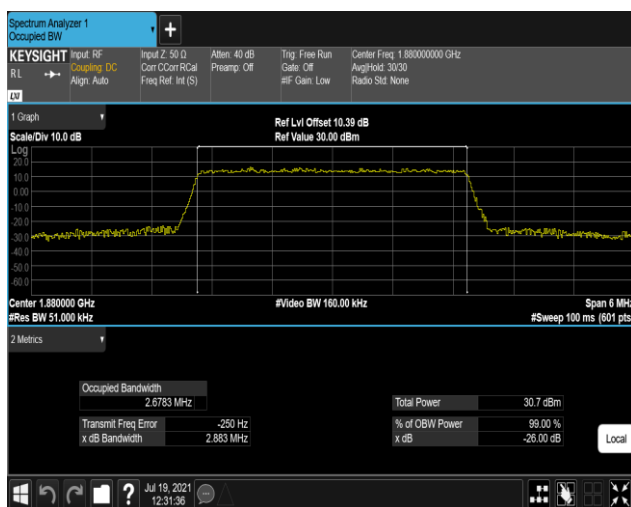 Spectrum Analyzer 1
Occupied BW
KEYSIGHT Input: RF Input Z: 50 Ω Atten: 40 dB Trig: Free Run Center Freq: 1.880000000 GHz
RL Coupling: DC Corr CCorr RCal Preamp: Off Gate: Off Avg|Hold: 30/30
Align: Auto Freq Ref: Int (S) #IF Gain: Low Radio Std: None
LXI
1 Graph Ref Lvl Offset 10.39 dB
Scale/Div 10.0 dB Ref Value 30.00 dBm
Log
20.0
10.0
0.00
-10.0
-20.0
-30.0
-40.0
-50.0
-60.0
Center 1.880000 GHz #Video BW 160.00 kHz Span 6 MHz
#Res BW 51.000 kHz #Sweep 100 ms (601 pts
2 Metrics
Occupied Bandwidth
2.6783 MHz Total Power 30.7 dBm
Transmit Freq Error -250 Hz % of OBW Power 99.00 %
x dB Bandwidth 2.883 MHz x dB -26.00 dB
Local
? Jul 19, 2021
12:31:36